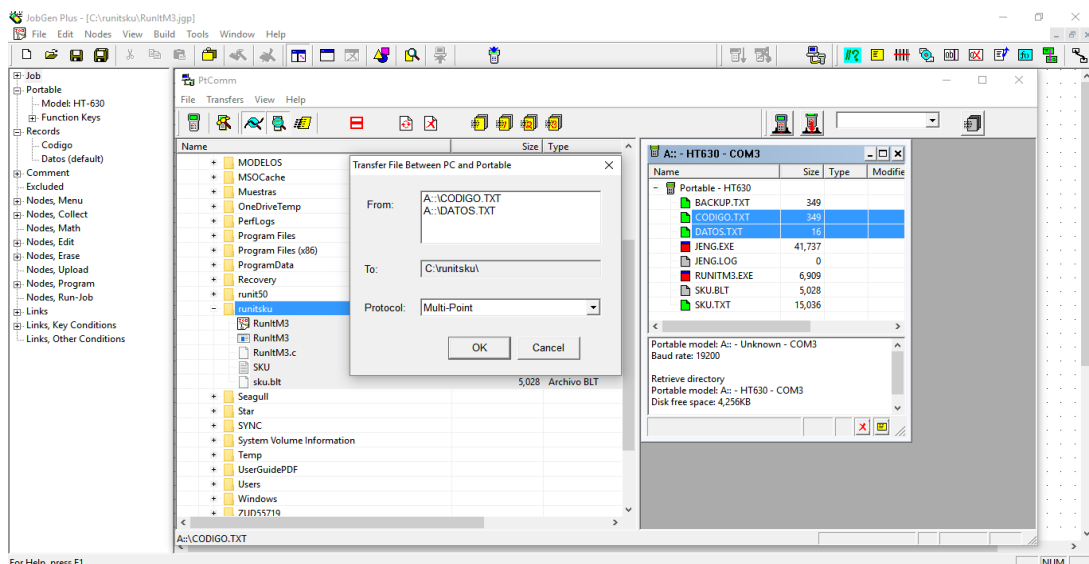 JobGen Plus - [C:\runitsku\RunItM3.jgp]
File Edit Nodes View Build Tools Window Help
Job
Portable
Model: HT-630
Function Keys
Records
Codigo
Datos (default)
Comment
Excluded
Nodes, Menu
Nodes, Collect
Nodes, Math
Nodes, Edit
Nodes, Erase
Nodes, Upload
Nodes, Program
Nodes, Run-Job
Links
Links, Key Conditions
Links, Other Conditions
PtComm
File Transfers View Help
Name Size Type
MODELOS
MSOCache
Muestras
OneDriveTemp
PerfLogs
Program Files
Program Files (x86)
ProgramData
Recovery
runit50
runitsku
RunItM3
RunItM3
RunItM3.c
SKU
sku.blt 5,028 Archivo BLT
Seagull
Star
SYNC
System Volume Information
Temp
UserGuidePDF
Users
Windows
ZUD55719
A::\CODIGO.TXT
Transfer File Between PC and Portable
From: A::\CODIGO.TXT
A::\DATOS.TXT
To: C:\runitsku\
Protocol: Multi-Point
OK Cancel
A:: - HT630 - COM3
Name Size Type Modifie
Portable - HT630
BACKUP.TXT 349
CODIGO.TXT 349
DATOS.TXT 16
JENG.EXE 41,737
JENG.LOG 0
RUNITM3.EXE 6,909
SKU.BLT 5,028
SKU.TXT 15,036
Portable model: A:: - Unknown - COM3
Baud rate: 19200
Retrieve directory
Portable model: A:: - HT630 - COM3
Disk free space: 4,256KB
For Help, press F1
NUM